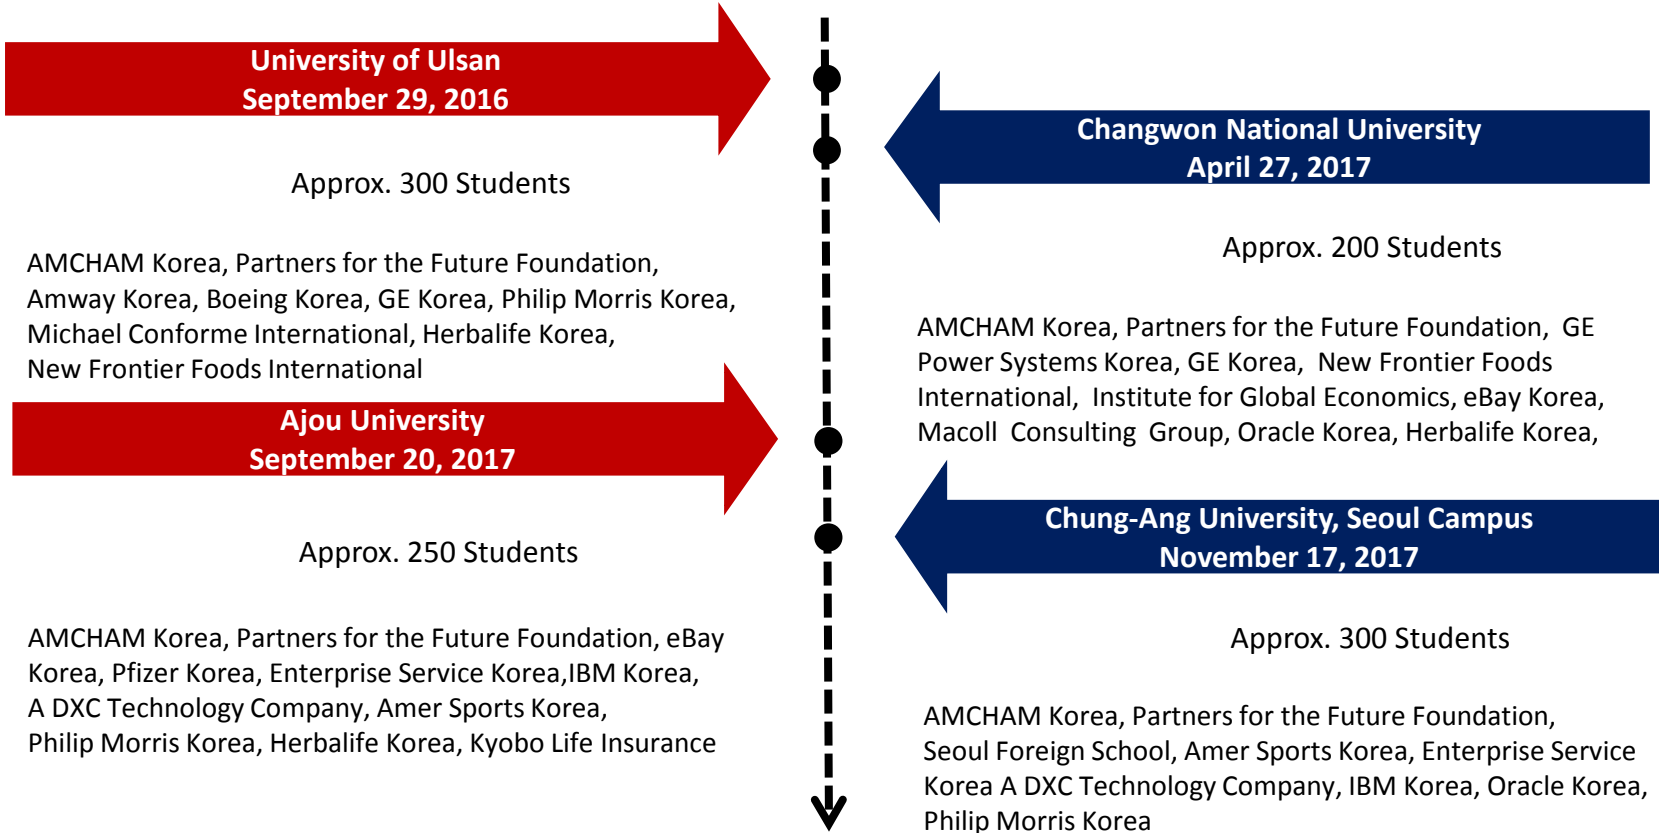 University of Ulsan
September 29, 2016
Approx. 300 Students
AMCHAM Korea, Partners for the Future Foundation,
Amway Korea, Boeing Korea, GE Korea, Philip Morris Korea,
Michael Conforme International, Herbalife Korea,
New Frontier Foods International
Changwon National University
April 27, 2017
Approx. 200 Students
AMCHAM Korea, Partners for the Future Foundation, GE
Power Systems Korea, GE Korea, New Frontier Foods
International, Institute for Global Economics, eBay Korea,
Macoll Consulting Group, Oracle Korea, Herbalife Korea,
Ajou University
September 20, 2017
Approx. 250 Students
AMCHAM Korea, Partners for the Future Foundation, eBay
Korea, Pfizer Korea, Enterprise Service Korea,IBM Korea,
A DXC Technology Company, Amer Sports Korea,
Philip Morris Korea, Herbalife Korea, Kyobo Life Insurance
Chung-Ang University, Seoul Campus
November 17, 2017
Approx. 300 Students
AMCHAM Korea, Partners for the Future Foundation,
Seoul Foreign School, Amer Sports Korea, Enterprise Service
Korea A DXC Technology Company, IBM Korea, Oracle Korea,
Philip Morris Korea